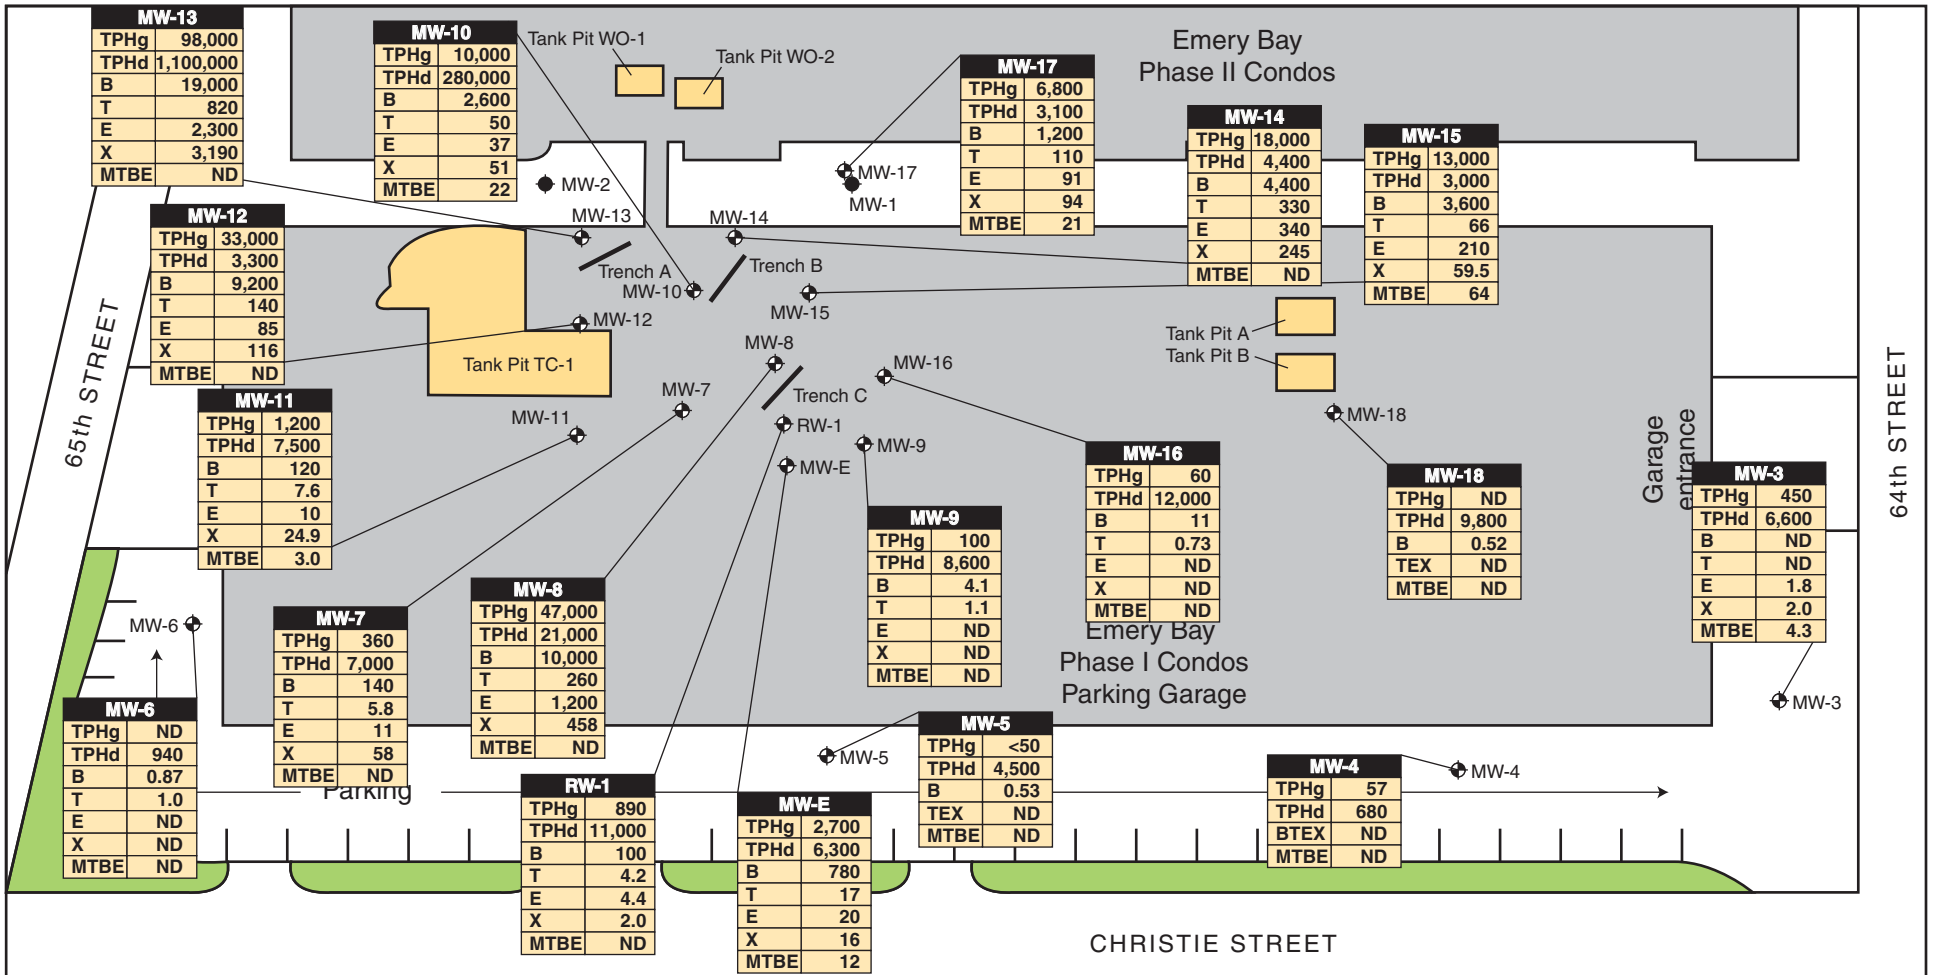 MW-13
TPHg 98,000
TPHd 1,100,000
B 19,000
T 820
E 2,300
X 3,190
MTBE ND
MW-10
TPHg 10,000
TPHd 280,000
B 2,600
T 50
E 37
X 51
MTBE 22
Tank Pit WO-1
Tank Pit WO-2
MW-17
TPHg 6,800
TPHd 3,100
B 1,200
T 110
E 91
X 94
MTBE 21
Emery Bay
Phase II Condos
MW-14
TPHg 18,000
TPHd 4,400
B 4,400
T 330
E 340
X 245
MTBE ND
MW-15
TPHg 13,000
TPHd 3,000
B 3,600
T 66
E 210
X 59.5
MTBE 64
MW-2
MW-17
MW-1
MW-13
MW-14
MW-12
TPHg 33,000
TPHd 3,300
B 9,200
T 140
E 85
X 116
MTBE ND
Trench A
Trench B
MW-10
MW-15
MW-12
Tank Pit TC-1
MW-8
MW-7
Trench C
MW-16
Tank Pit A
Tank Pit B
MW-18
65th STREET
64th STREET
MW-11
RW-1
MW-9
MW-E
Garage
entrance
MW-11
TPHg 1,200
TPHd 7,500
B 120
T 7.6
E 10
X 24.9
MTBE 3.0
MW-16
TPHg 60
TPHd 12,000
B 11
T 0.73
E ND
X ND
MTBE ND
MW-18
TPHg ND
TPHd 9,800
B 0.52
TEX ND
MTBE ND
MW-3
TPHg 450
TPHd 6,600
B ND
T ND
E 1.8
X 2.0
MTBE 4.3
MW-3
MW-9
TPHg 100
TPHd 8,600
B 4.1
T 1.1
E ND
X ND
MTBE ND
Emery Bay
Phase I Condos
Parking Garage
MW-6
MW-6
TPHg ND
TPHd 940
B 0.87
T 1.0
E ND
X ND
MTBE ND
MW-7
TPHg 360
TPHd 7,000
B 140
T 5.8
E 11
X 58
MTBE ND
Parking
MW-8
TPHg 47,000
TPHd 21,000
B 10,000
T 260
E 1,200
X 458
MTBE ND
RW-1
TPHg 890
TPHd 11,000
B 100
T 4.2
E 4.4
X 2.0
MTBE ND
MW-E
TPHg 2,700
TPHd 6,300
B 780
T 17
E 20
X 16
MTBE 12
MW-5
MW-5
TPHg <50
TPHd 4,500
B 0.53
TEX ND
MTBE ND
MW-4
TPHg 57
TPHd 680
BTEX ND
MTBE ND
MW-4
CHRISTIE STREET